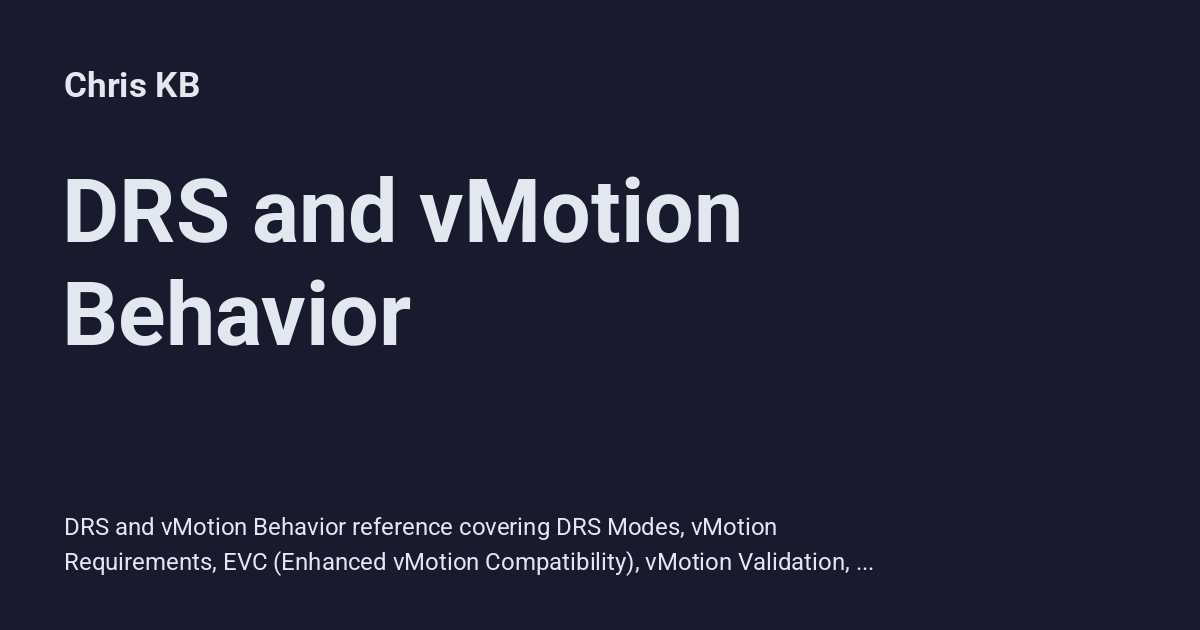 Chris KB
DRS and vMotion
Behavior
DRS and vMotion Behavior reference covering DRS Modes, vMotion
Requirements, EVC (Enhanced vMotion Compatibility), vMotion Validation, ...